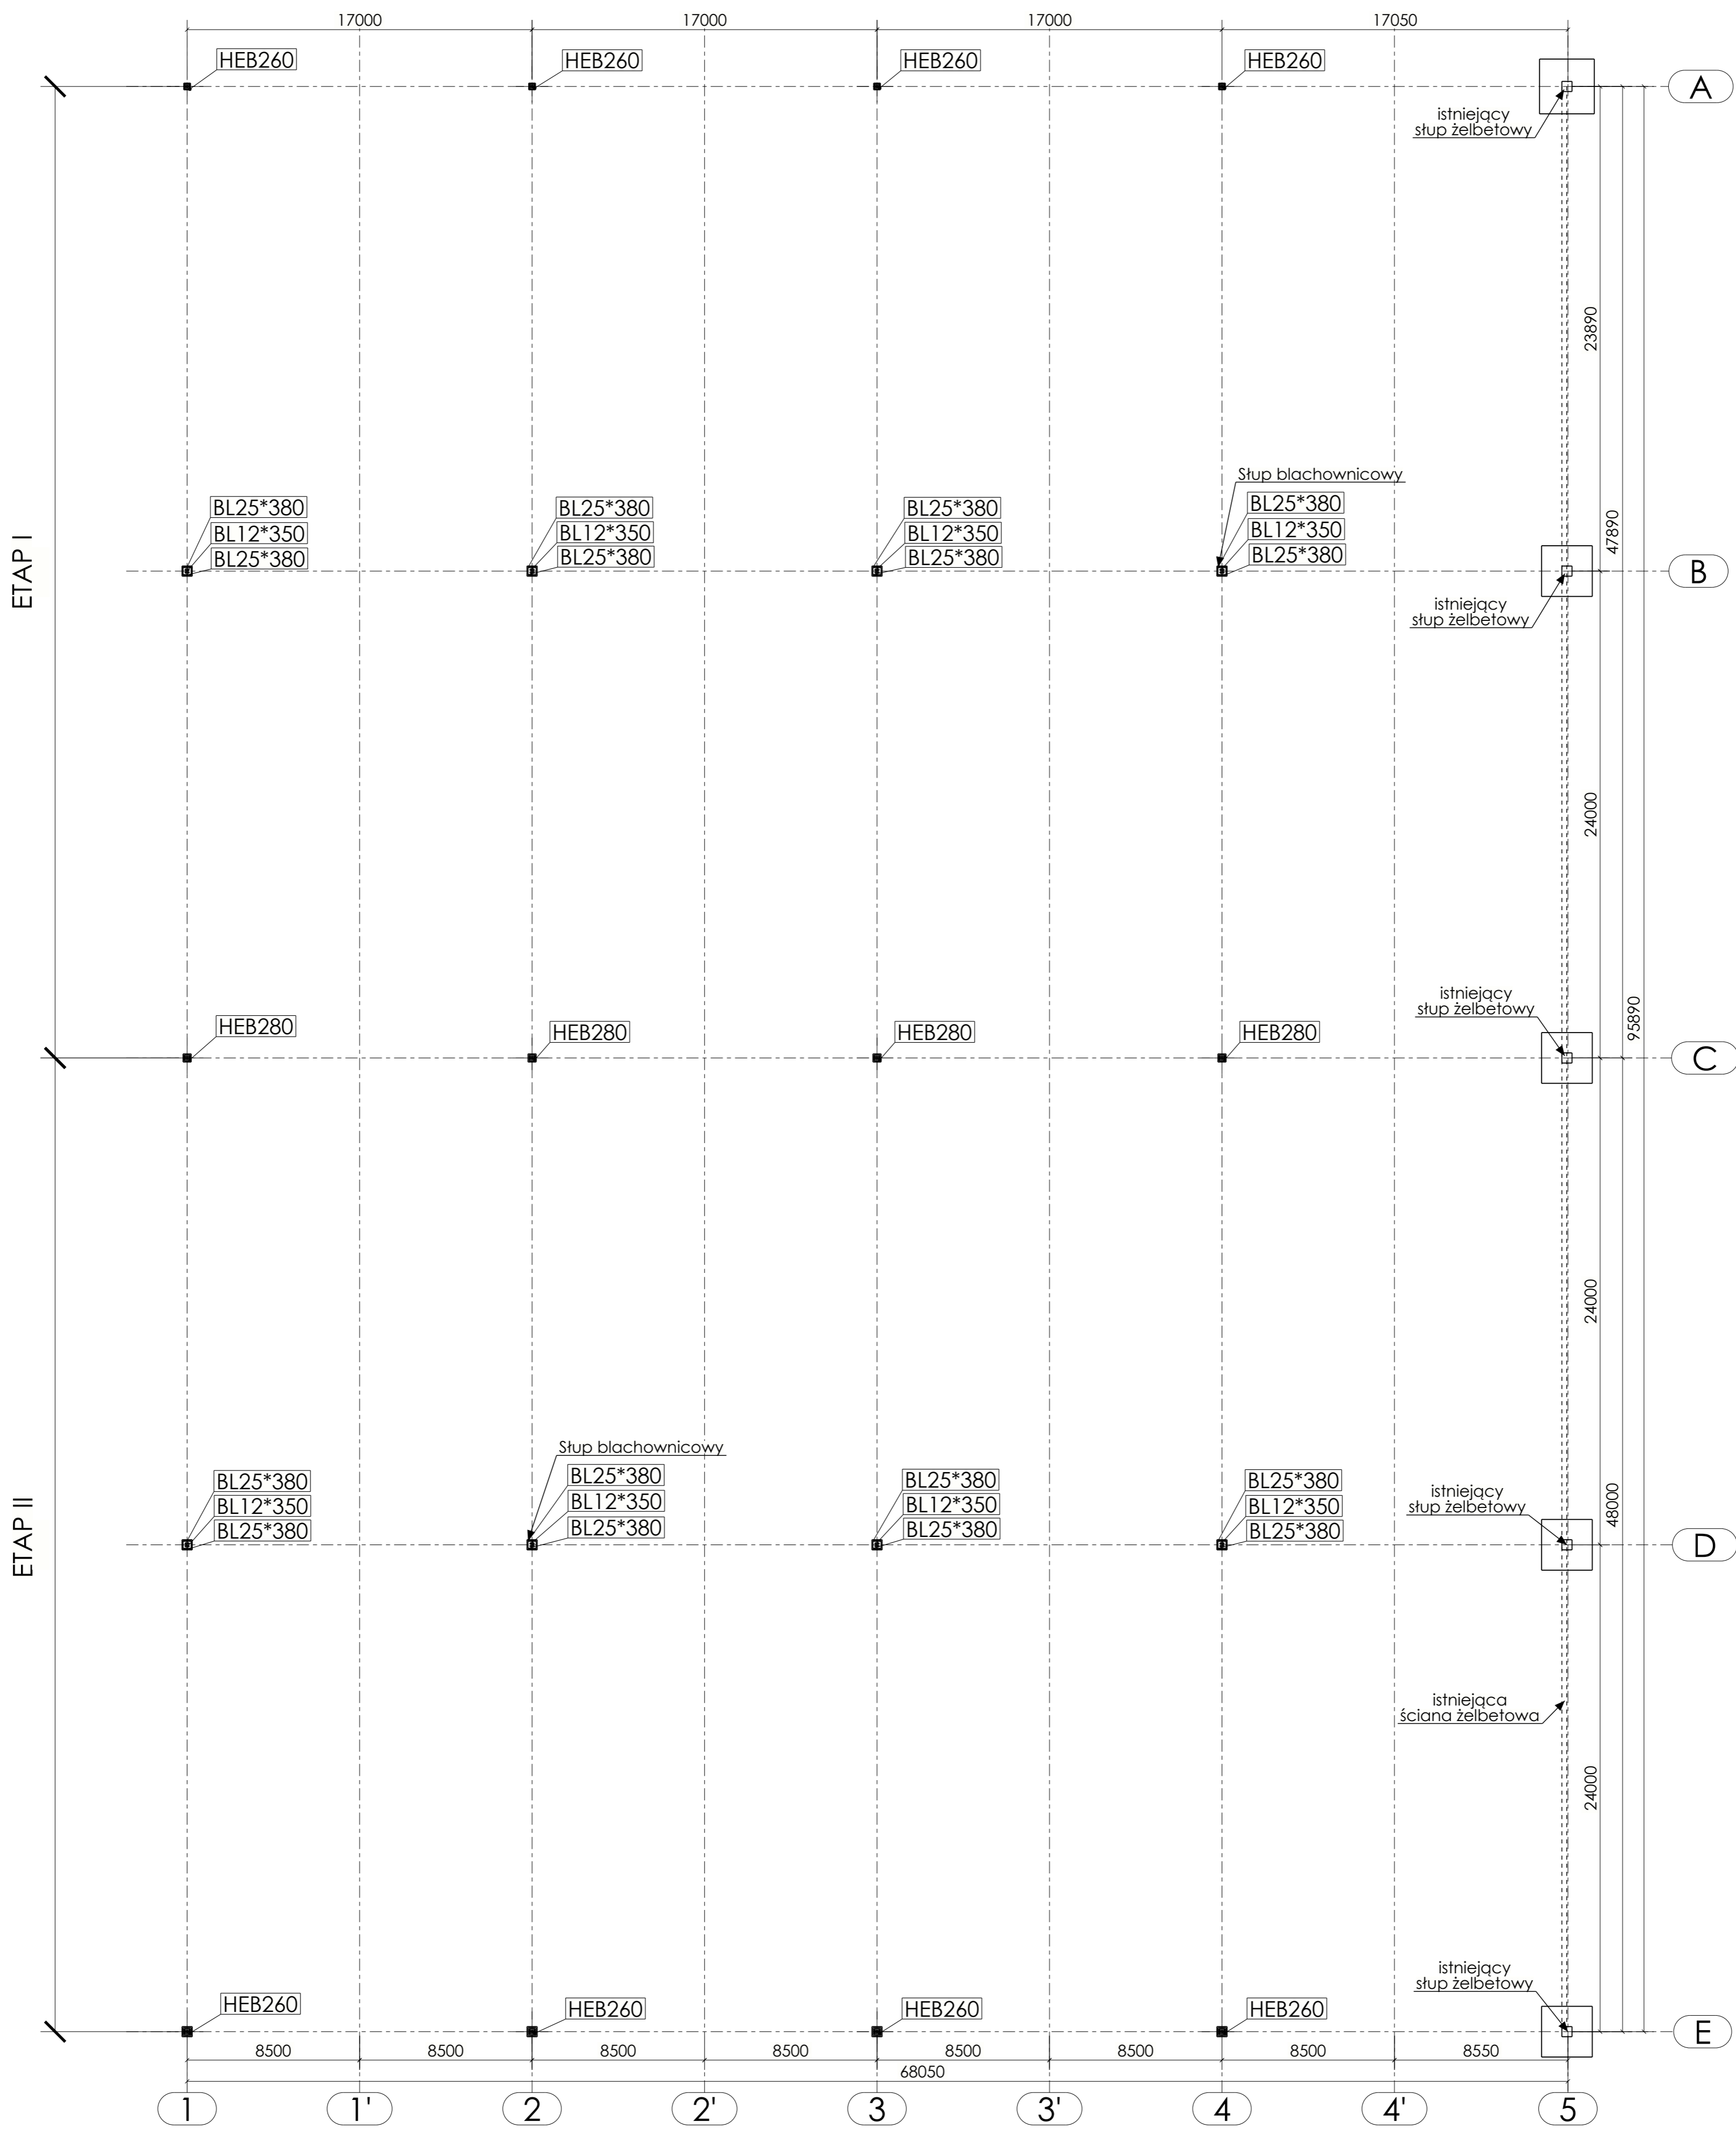 17000
17000
17000
17050
HEB260
HEB260
HEB260
HEB260
A
istniejący
słup żelbetowy
23890
ETAP I
BL25*380
BL12*350
BL25*380
BL25*380
BL12*350
BL25*380
BL25*380
BL12*350
BL25*380
Słup blachownicowy
BL25*380
BL12*350
BL25*380
47890
B
istniejący
słup żelbetowy
24000
HEB280
HEB280
HEB280
HEB280
istniejący
słup żelbetowy
95890
C
24000
ETAP II
BL25*380
BL12*350
BL25*380
Słup blachownicowy
BL25*380
BL12*350
BL25*380
BL25*380
BL12*350
BL25*380
BL25*380
BL12*350
BL25*380
istniejący
słup żelbetowy
48000
D
istniejąca
ściana żelbetowa
24000
HEB260
HEB260
HEB260
HEB260
istniejący
słup żelbetowy
E
8500
8500
8500
8500
8500
8500
8500
8550
68050
1
1'
2
2'
3
3'
4
4'
5